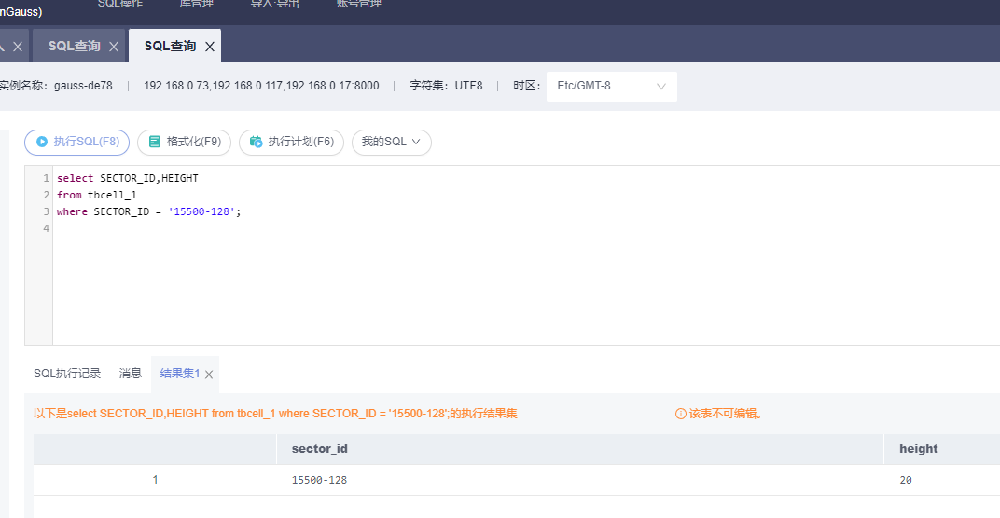 nGauss)
SQL操作 库管理 导入·导出 账号管理
SQL查询 SQL查询
实例名称: gauss-de78 | 192.168.0.73,192.168.0.117,192.168.0.17:8000 | 字符集: UTF8 | 时区: Etc/GMT-8
执行SQL(F8) 格式化(F9) 执行计划(F6) 我的SQL
1 select SECTOR_ID,HEIGHT
2 from tbcell_1
3 where SECTOR_ID = '15500-128';
4
SQL执行记录 消息 结果集1
以下是select SECTOR_ID,HEIGHT from tbcell_1 where SECTOR_ID = '15500-128';的执行结果集 该表不可编辑。
sector_id height
1 15500-128 20